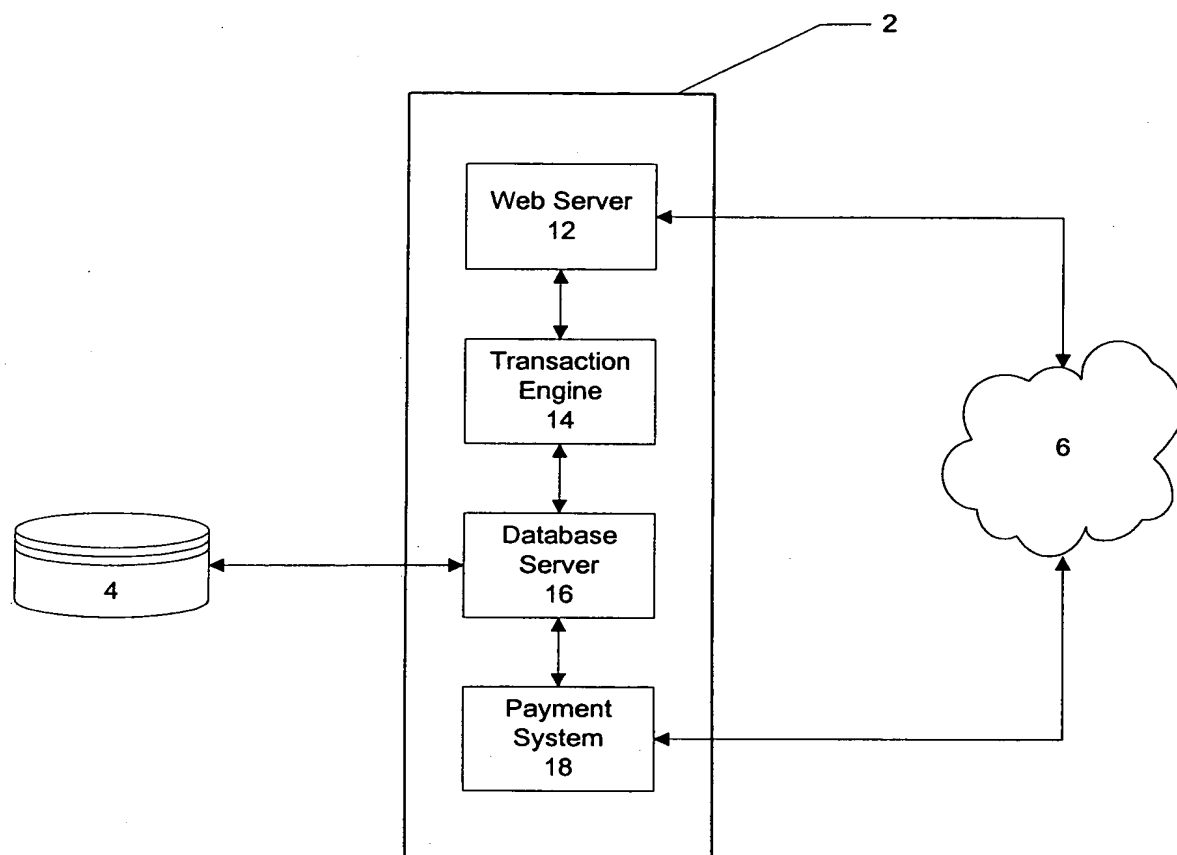 2
Web Server
12
Transaction
Engine
14
6
Database
Server
16
4
Payment
System
18